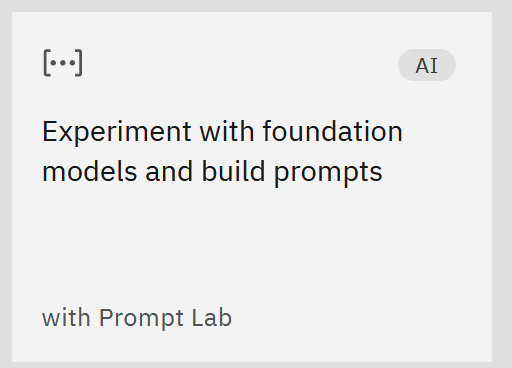 AI
Experiment with foundation
models and build prompts
with Prompt Lab